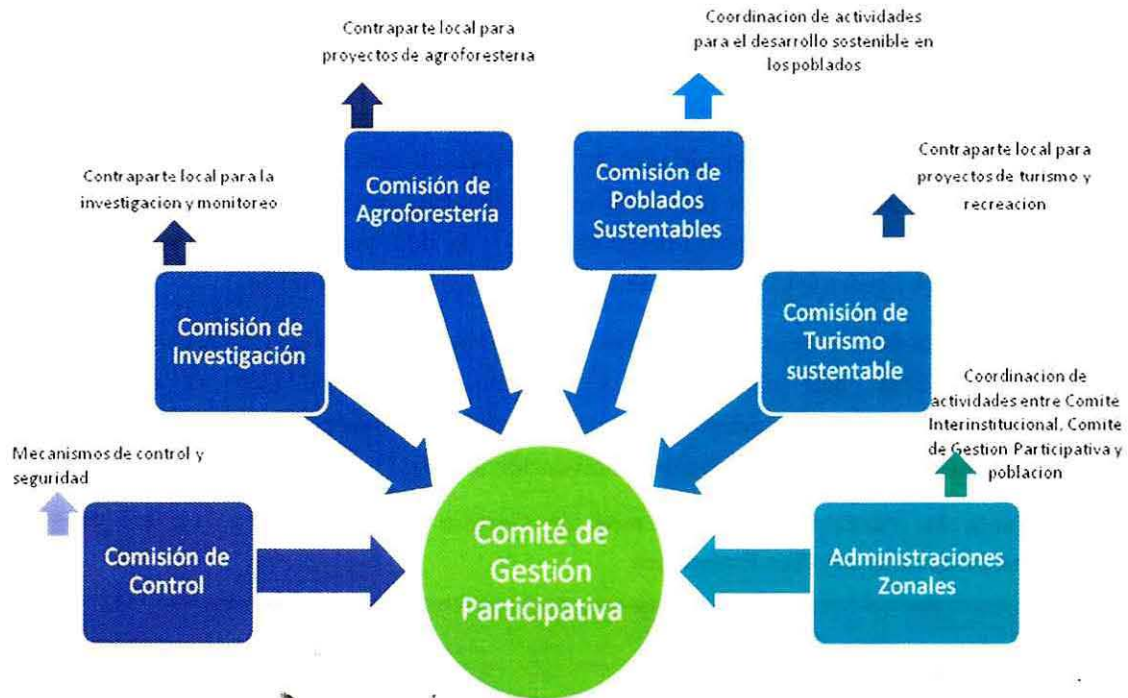 Contraparte local para
proyectos de agroforesteria
Coordinacion de actividades
para el desarrollo sostenible en
los poblados
Contraparte local para la
investigacion y monitoreo
Comisión de
Agroforestería
Comisión de
Poblados
Sustentables
Contraparte local para
proyectos de turismo y
recreacion
Mecanismos de control y
seguridad
Comisión de
Investigación
Comisión de
Turismo
sustentable
Coordinacion de
actividades entre Comite
Interinstitucional, Comite
de Gestion Participativa y
poblacion
Comisión de
Control
Comité de
Gestión
Participativa
Administraciones
Zonales